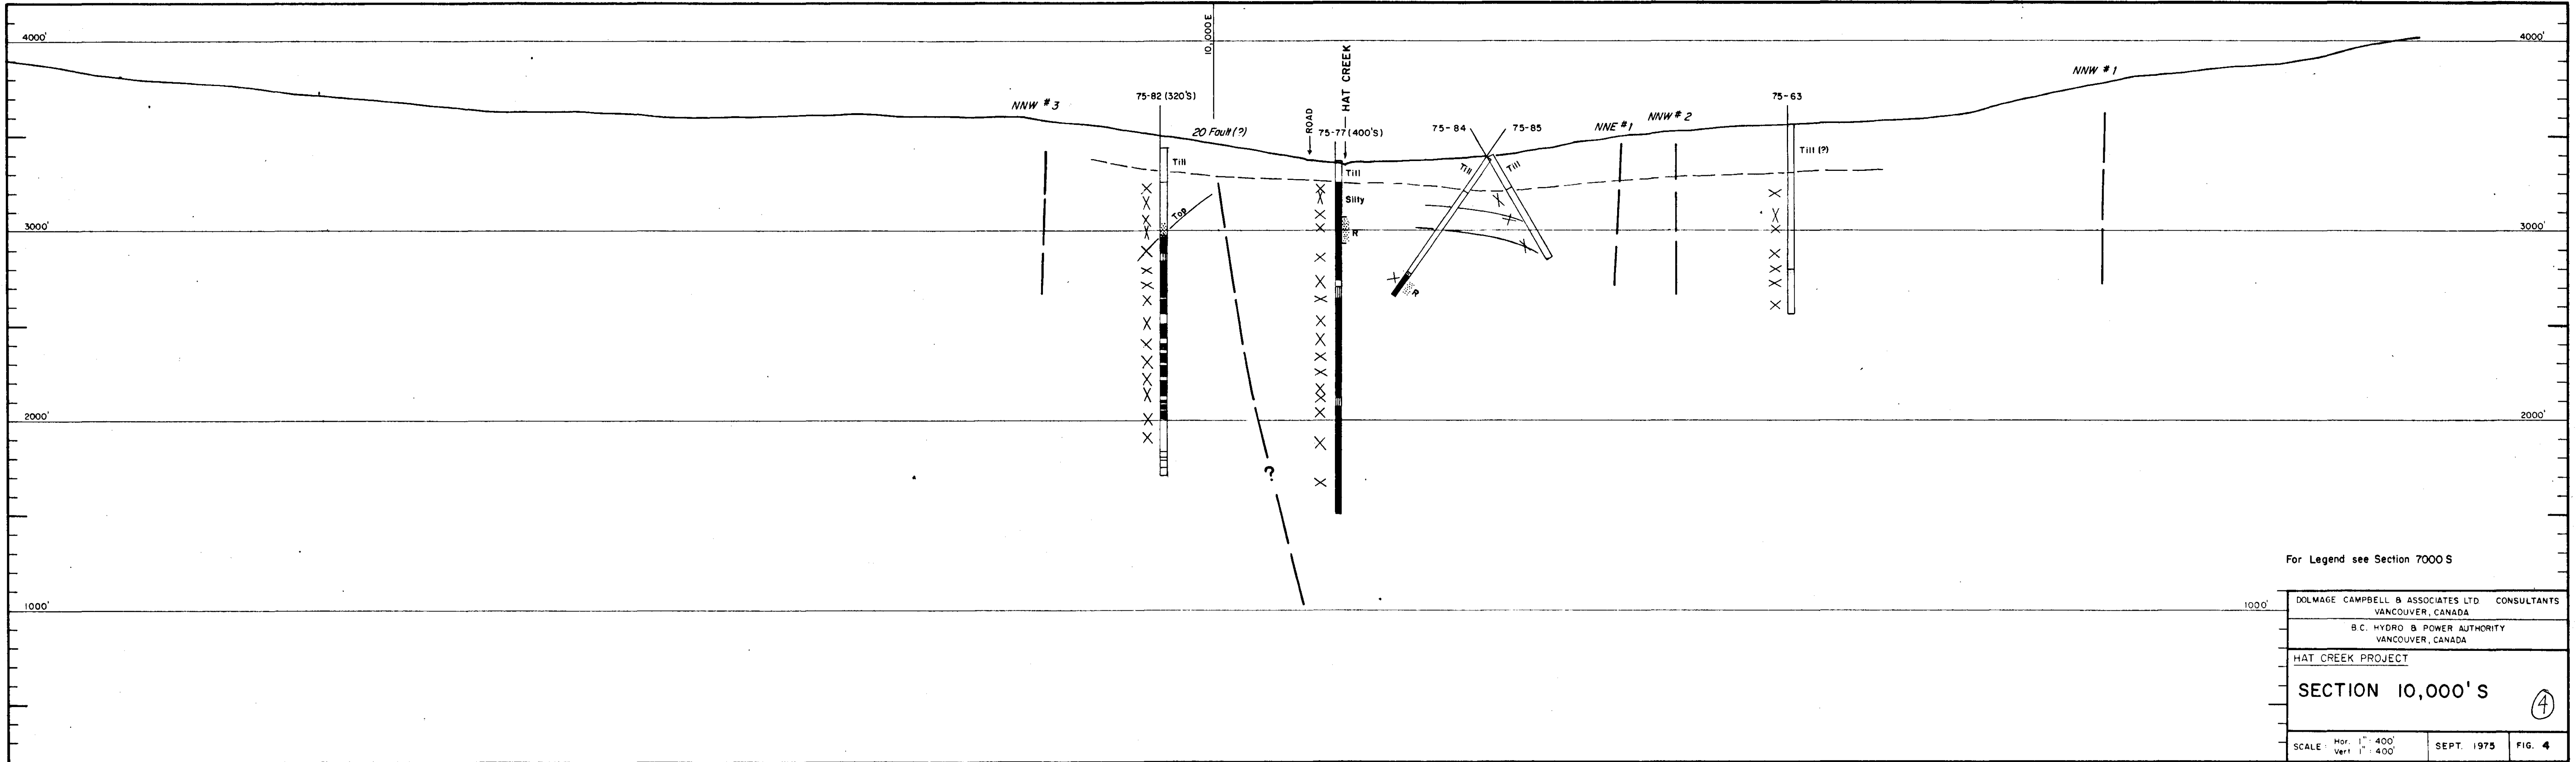 4000'
10,000E
4000'
HAT CREEK
NNW #1
NNW #3
75-82 (320'S)
75-63
20 Fault (?)
ROAD
75-77 (400'S)
75-84
75-85
NNE #1
NNW #2
Till
Till
Till
Till
Till (?)
Silty
Top
R
3000'
3000'
R
2000'
2000'
?
For Legend see Section 7000 S
1000'
1000'
DOLMAGE CAMPBELL & ASSOCIATES LTD. CONSULTANTS
VANCOUVER, CANADA
B.C. HYDRO & POWER AUTHORITY
VANCOUVER, CANADA
HAT CREEK PROJECT
SECTION 10,000'S
4
SCALE: Hor. 1" : 400'
Vert 1" : 400'
SEPT. 1975
FIG. 4